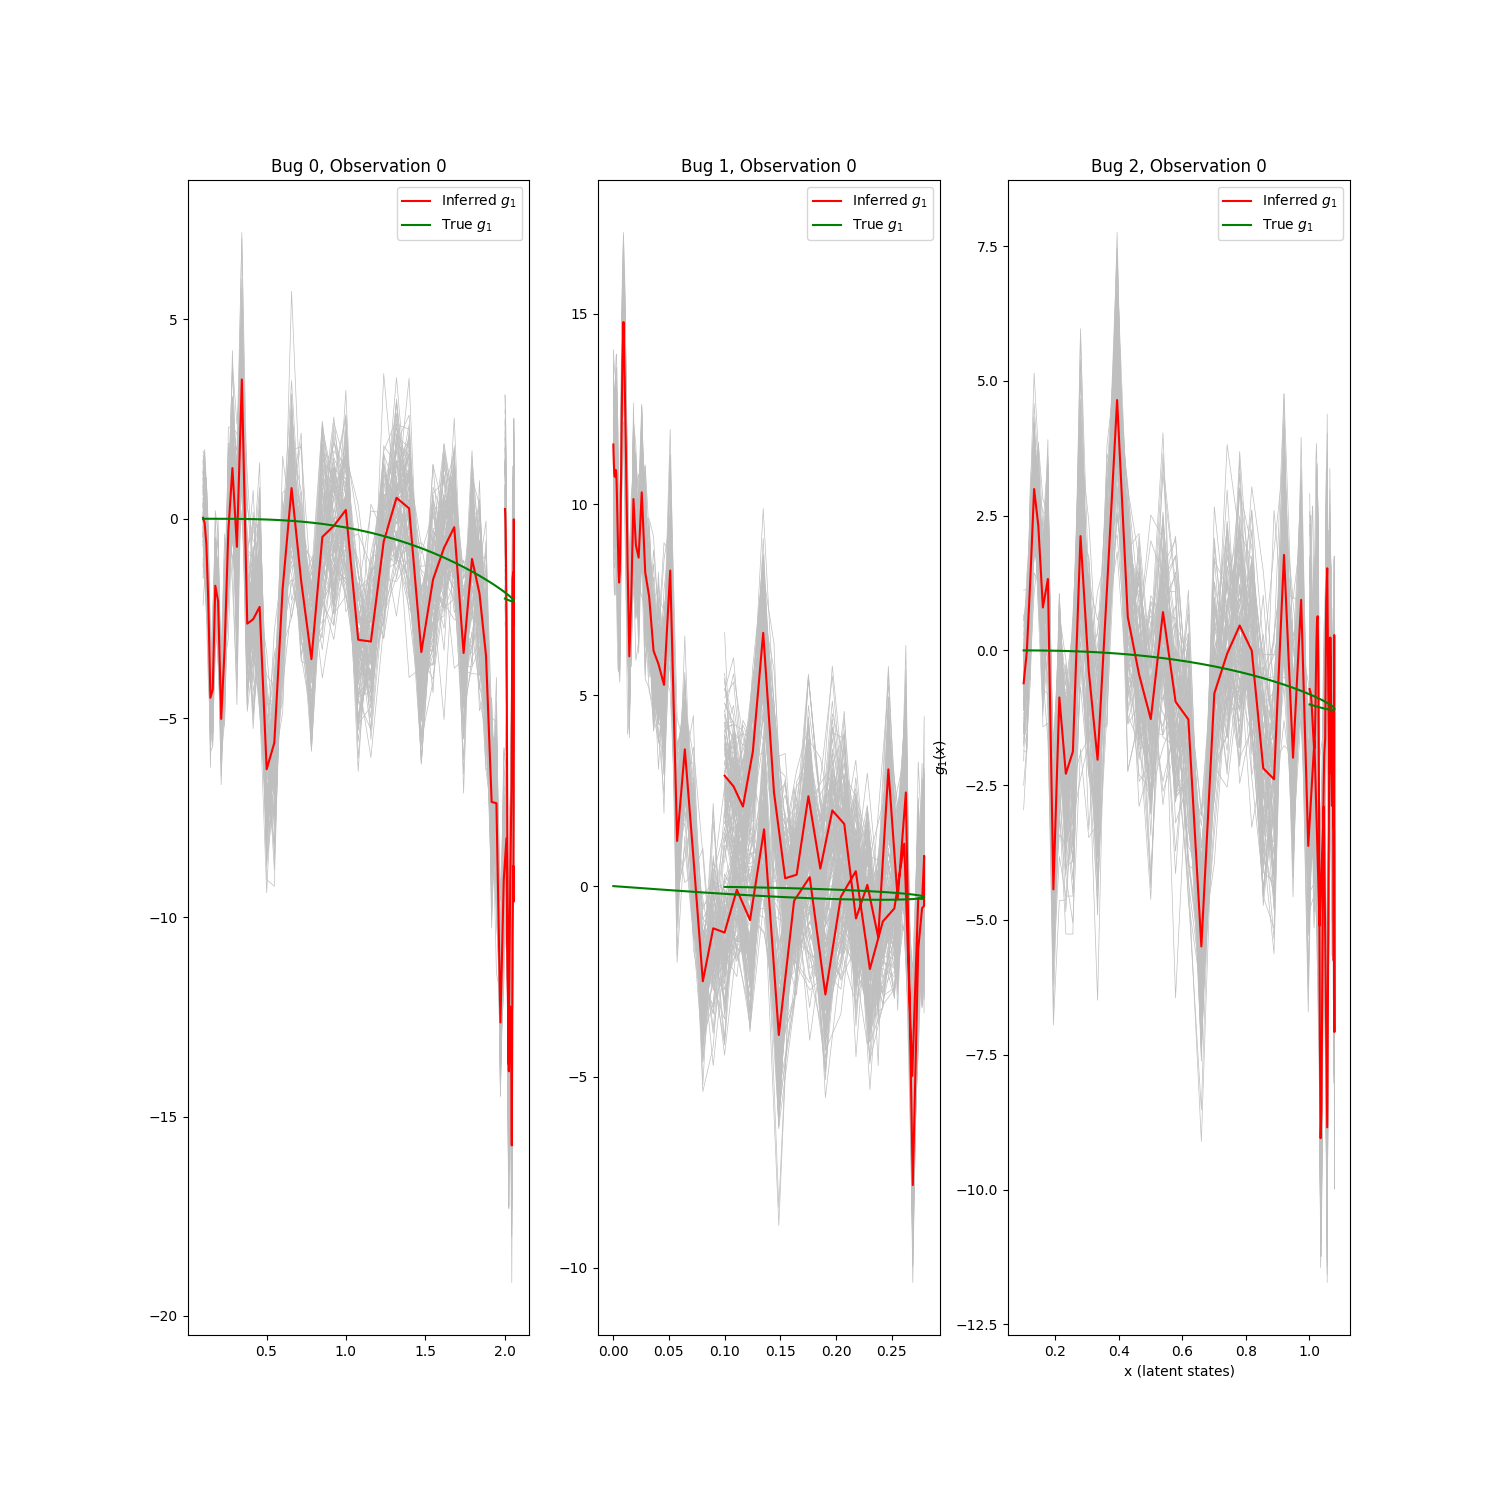 Bug 0, Observation 0
Inferred g₁
True g₁
5
0
−5
−10
−15
−20
0.5 1.0 1.5 2.0
Bug 1, Observation 0
Inferred g₁
True g₁
15
10
5
0
−5
−10
0.00 0.05 0.10 0.15 0.20 0.25
Bug 2, Observation 0
Inferred g₁
True g₁
g₁(x)
7.5
5.0
2.5
0.0
−2.5
−5.0
−7.5
−10.0
−12.5
0.2 0.4 0.6 0.8 1.0
x (latent states)